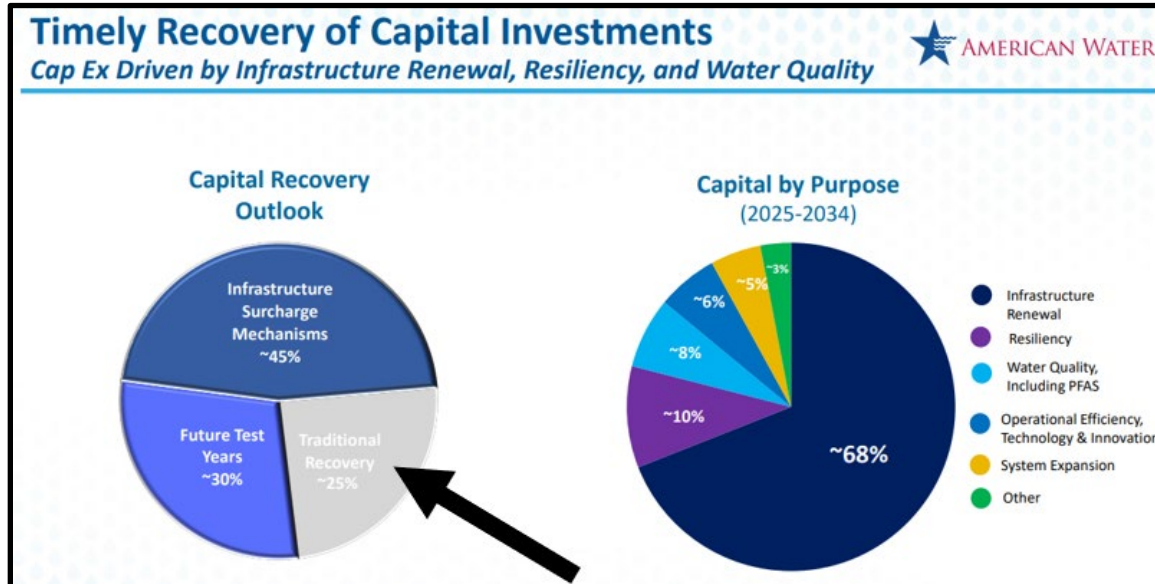 Timely Recovery of Capital Investments
Cap Ex Driven by Infrastructure Renewal, Resiliency, and Water Quality
AMERICAN WATER
Capital Recovery
Outlook
Infrastructure
Surcharge
Mechanisms
~45%
Future Test
Years
~30%
Traditional
Recovery
~25%
Capital by Purpose
(2025-2034)
~3%
~5%
~6%
~8%
~10%
~68%
Infrastructure
Renewal
Resiliency
Water Quality,
Including PFAS
Operational Efficiency,
Technology & Innovation
System Expansion
Other